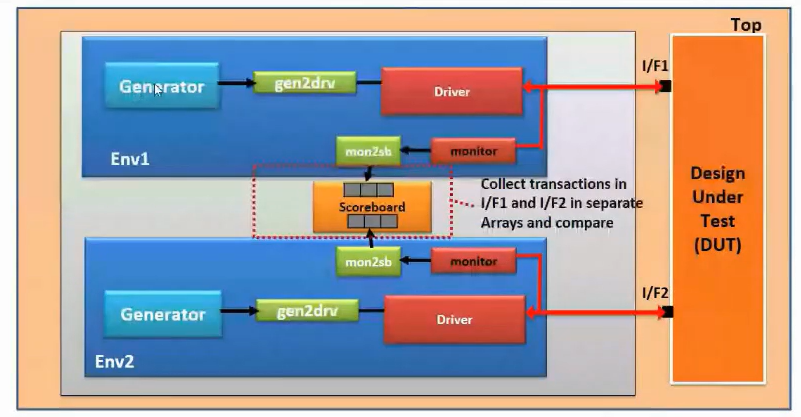 Top
I/F1
Generator
gen2drv
Driver
mon2sb
monitor
Env1
Scoreboard
Collect transactions in
I/F1 and I/F2 in separate
Arrays and compare
Design
Under
Test
(DUT)
mon2sb
monitor
I/F2
Generator
gen2drv
Driver
Env2